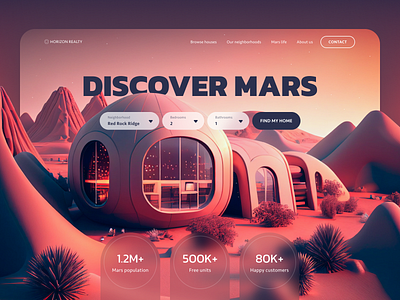 HORIZON REALTY
Browse houses
Our neighborhoods
Mars life
About us
CONTACT
DISCOVER MARS
Neighborhood
Red Rock Ridge
Bedrooms
2
Bathrooms
1
FIND MY HOME
1.2M+
Mars population
500K+
Free units
80K+
Happy customers